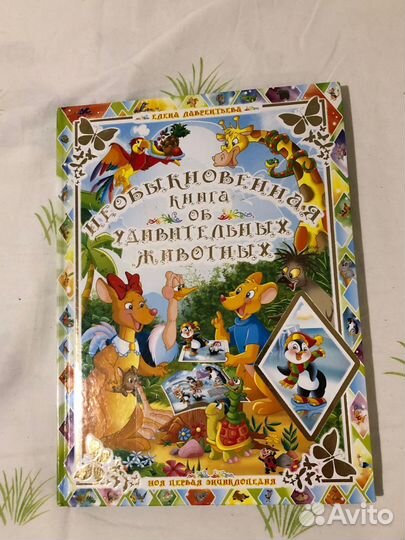 ЕЛЕНА ЛАВРЕНТЬЕВА
НЕОБЫКНОВЕННАЯ
КНИГА
ОБ
УДИВИТЕЛЬНЫХ
ЖИВОТНЫХ
МОЯ ПЕРВАЯ ЭНЦИКЛОПЕДИЯ
Avito